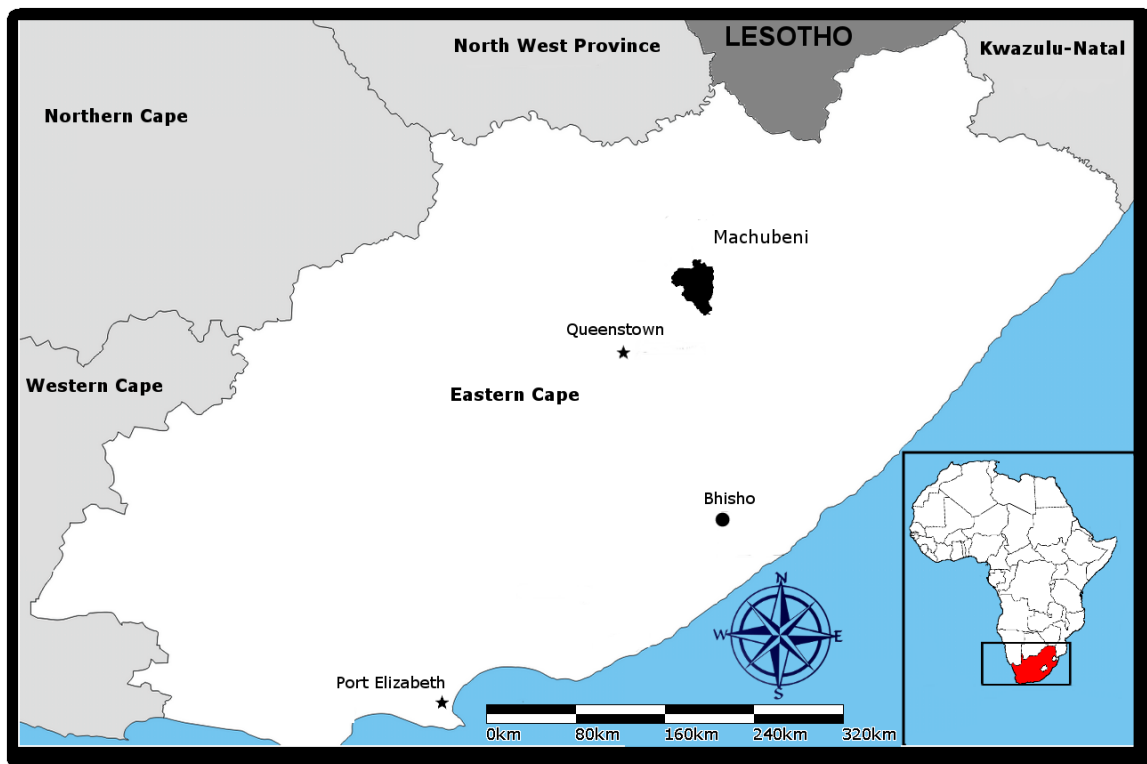 LESOTHO
North West Province
Kwazulu-Natal
Northern Cape
Machubeni
Queenstown
Western Cape
Eastern Cape
Bhisho
N
W
E
S
Port Elizabeth
0km
80km
160km
240km
320km